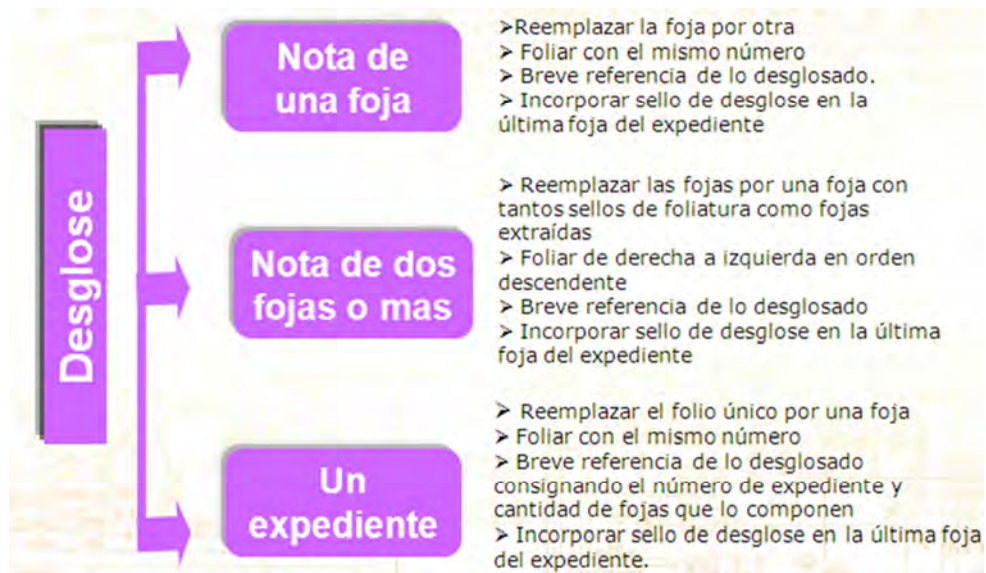 Desglose
Nota de
una foja
➢Reemplazar la foja por otra
➢ Foliar con el mismo número
➢ Breve referencia de lo desglosado.
➢ Incorporar sello de desglose en la
última foja del expediente
Nota de dos
fojas o mas
➢ Reemplazar las fojas por una foja con
tantos sellos de foliatura como fojas
extraídas
➢ Foliar de derecha a izquierda en orden
descendente
➢ Breve referencia de lo desglosado
➢ Incorporar sello de desglose en la última
foja del expediente
Un
expediente
➢ Reemplazar el folio único por una foja
➢ Foliar con el mismo número
➢ Breve referencia de lo desglosado
consignando el número de expediente y
cantidad de fojas que lo componen
➢ Incorporar sello de desglose en la última foja
del expediente.